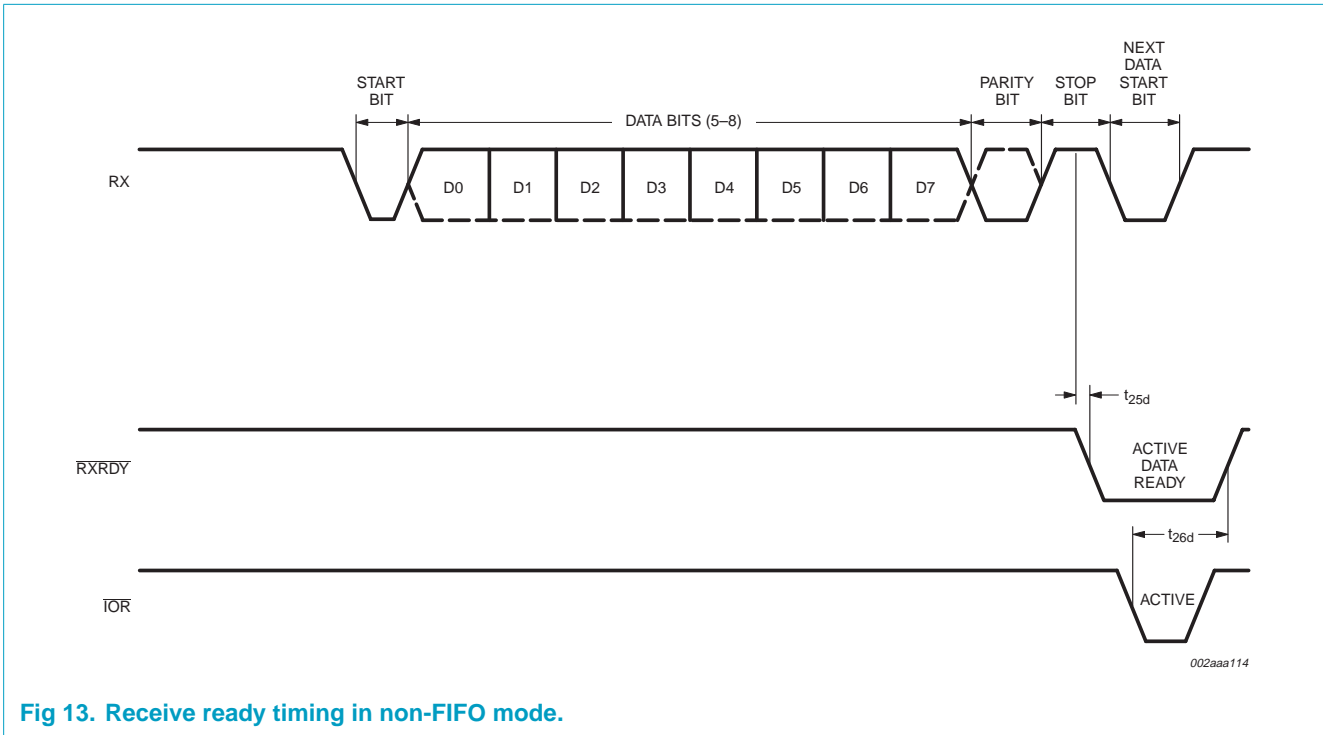 START
BIT
DATA BITS (5–8)
PARITY
BIT
STOP
BIT
NEXT
DATA
START
BIT
RX
D0
D1
D2
D3
D4
D5
D6
D7
t25d
RXRDY
ACTIVE
DATA
READY
t26d
IOR
ACTIVE
002aaa114
Fig 13. Receive ready timing in non-FIFO mode.